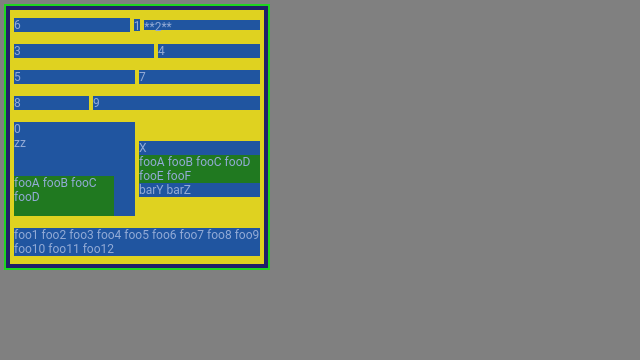 6 1 **2**
3 4
5 7
8 9
0
zz
fooA fooB fooC
fooD
X
fooA fooB fooC fooD
fooE fooF
barY barZ
foo1 foo2 foo3 foo4 foo5 foo6 foo7 foo8 foo9
foo10 foo11 foo12